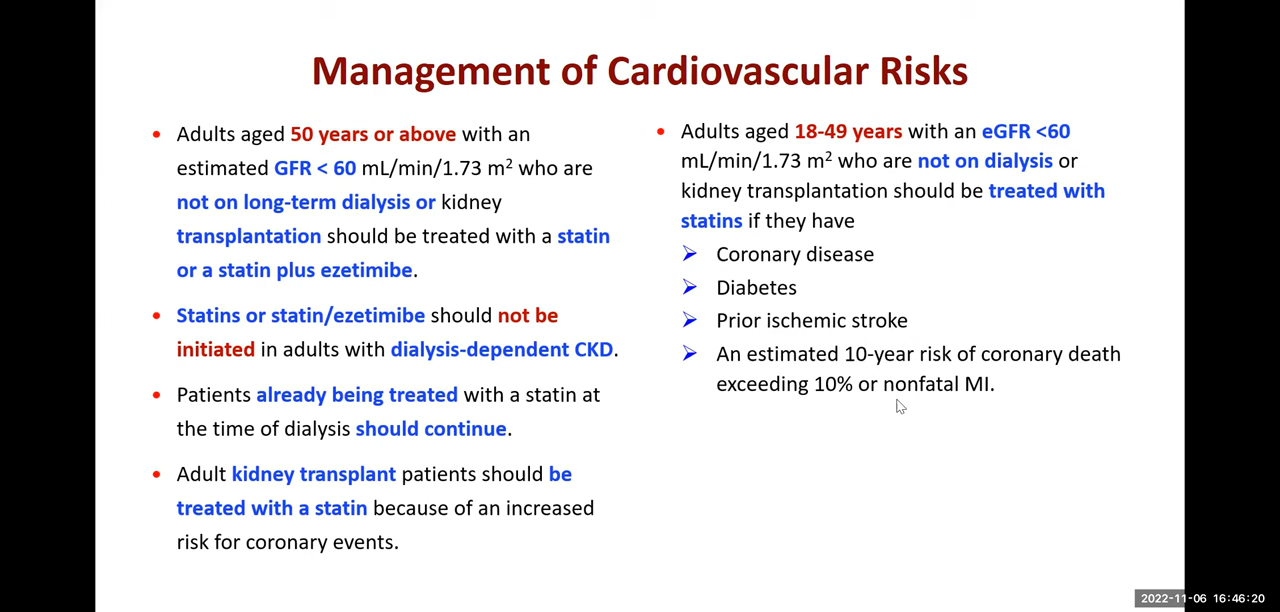 Management of Cardiovascular Risks
• Adults aged 50 years or above with an
estimated GFR < 60 mL/min/1.73 m² who are
not on long-term dialysis or kidney
transplantation should be treated with a statin
or a statin plus ezetimibe.
• Statins or statin/ezetimibe should not be
initiated in adults with dialysis-dependent CKD.
• Patients already being treated with a statin at
the time of dialysis should continue.
• Adult kidney transplant patients should be
treated with a statin because of an increased
risk for coronary events.
• Adults aged 18-49 years with an eGFR <60
mL/min/1.73 m² who are not on dialysis or
kidney transplantation should be treated with
statins if they have
➢ Coronary disease
➢ Diabetes
➢ Prior ischemic stroke
➢ An estimated 10-year risk of coronary death
exceeding 10% or nonfatal MI.
2022-11-06 16:46:20